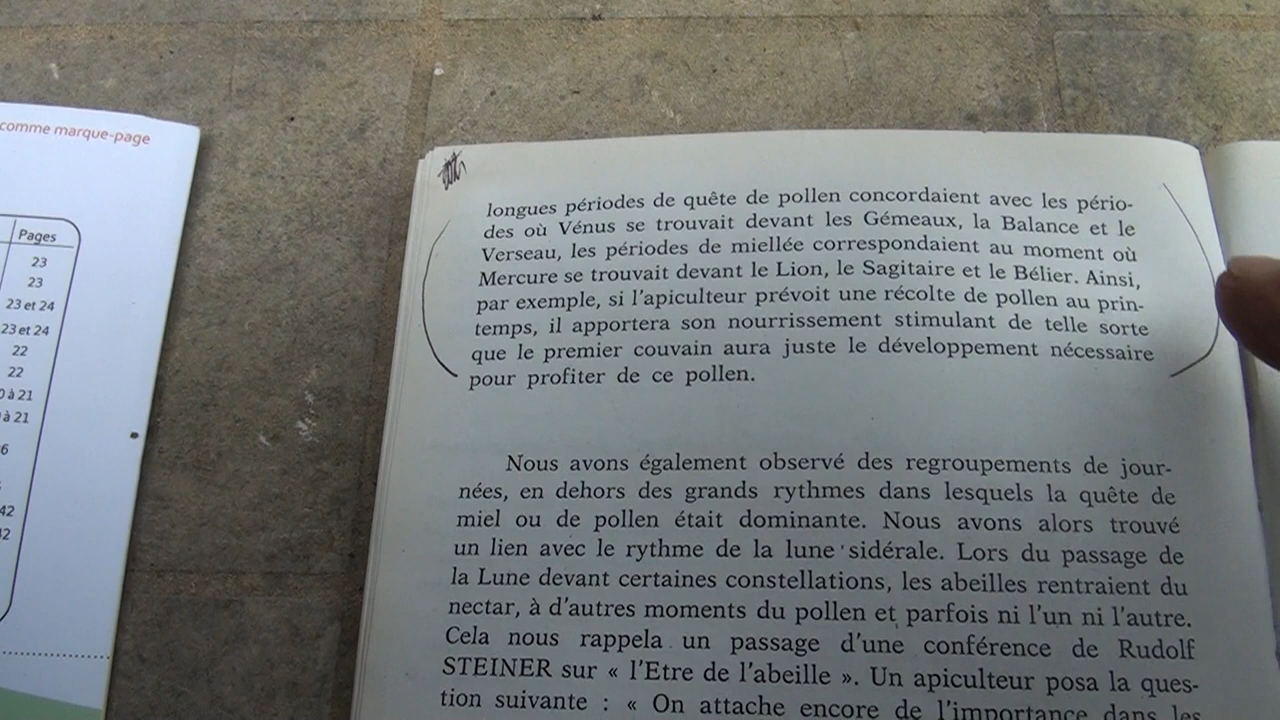 comme marque-page
Pages
23
23
23 et 24
23 et 24
22
22
à 21
à 21
longues périodes de quête de pollen concordaient avec les pério-
des où Vénus se trouvait devant les Gémeaux, la Balance et le
Verseau, les périodes de miellée correspondaient au moment où
Mercure se trouvait devant le Lion, le Sagitaire et le Bélier. Ainsi,
par exemple, si l'apiculteur prévoit une récolte de pollen au prin-
temps, il apportera son nourrissement stimulant de telle sorte
que le premier couvain aura juste le développement nécessaire
pour profiter de ce pollen.
Nous avons également observé des regroupements de jour-
nées, en dehors des grands rythmes dans lesquels la quête de
miel ou de pollen était dominante. Nous avons alors trouvé
un lien avec le rythme de la lune sidérale. Lors du passage de
la Lune devant certaines constellations, les abeilles rentraient du
nectar, à d'autres moments du pollen et parfois ni l'un ni l'autre.
Cela nous rappela un passage d'une conférence de Rudolf
STEINER sur « l'Etre de l'abeille ». Un apiculteur posa la ques-
tion suivante : « On attache encore de l'importance dans les